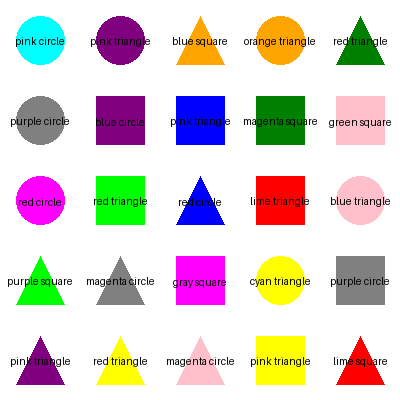 pink circle pink triangle blue square orange triangle red triangle
purple circle blue circle pink triangle magenta square green square
red circle red triangle red circle lime triangle blue triangle
purple square magenta circle gray square cyan triangle purple circle
pink triangle red triangle magenta circle pink triangle lime square